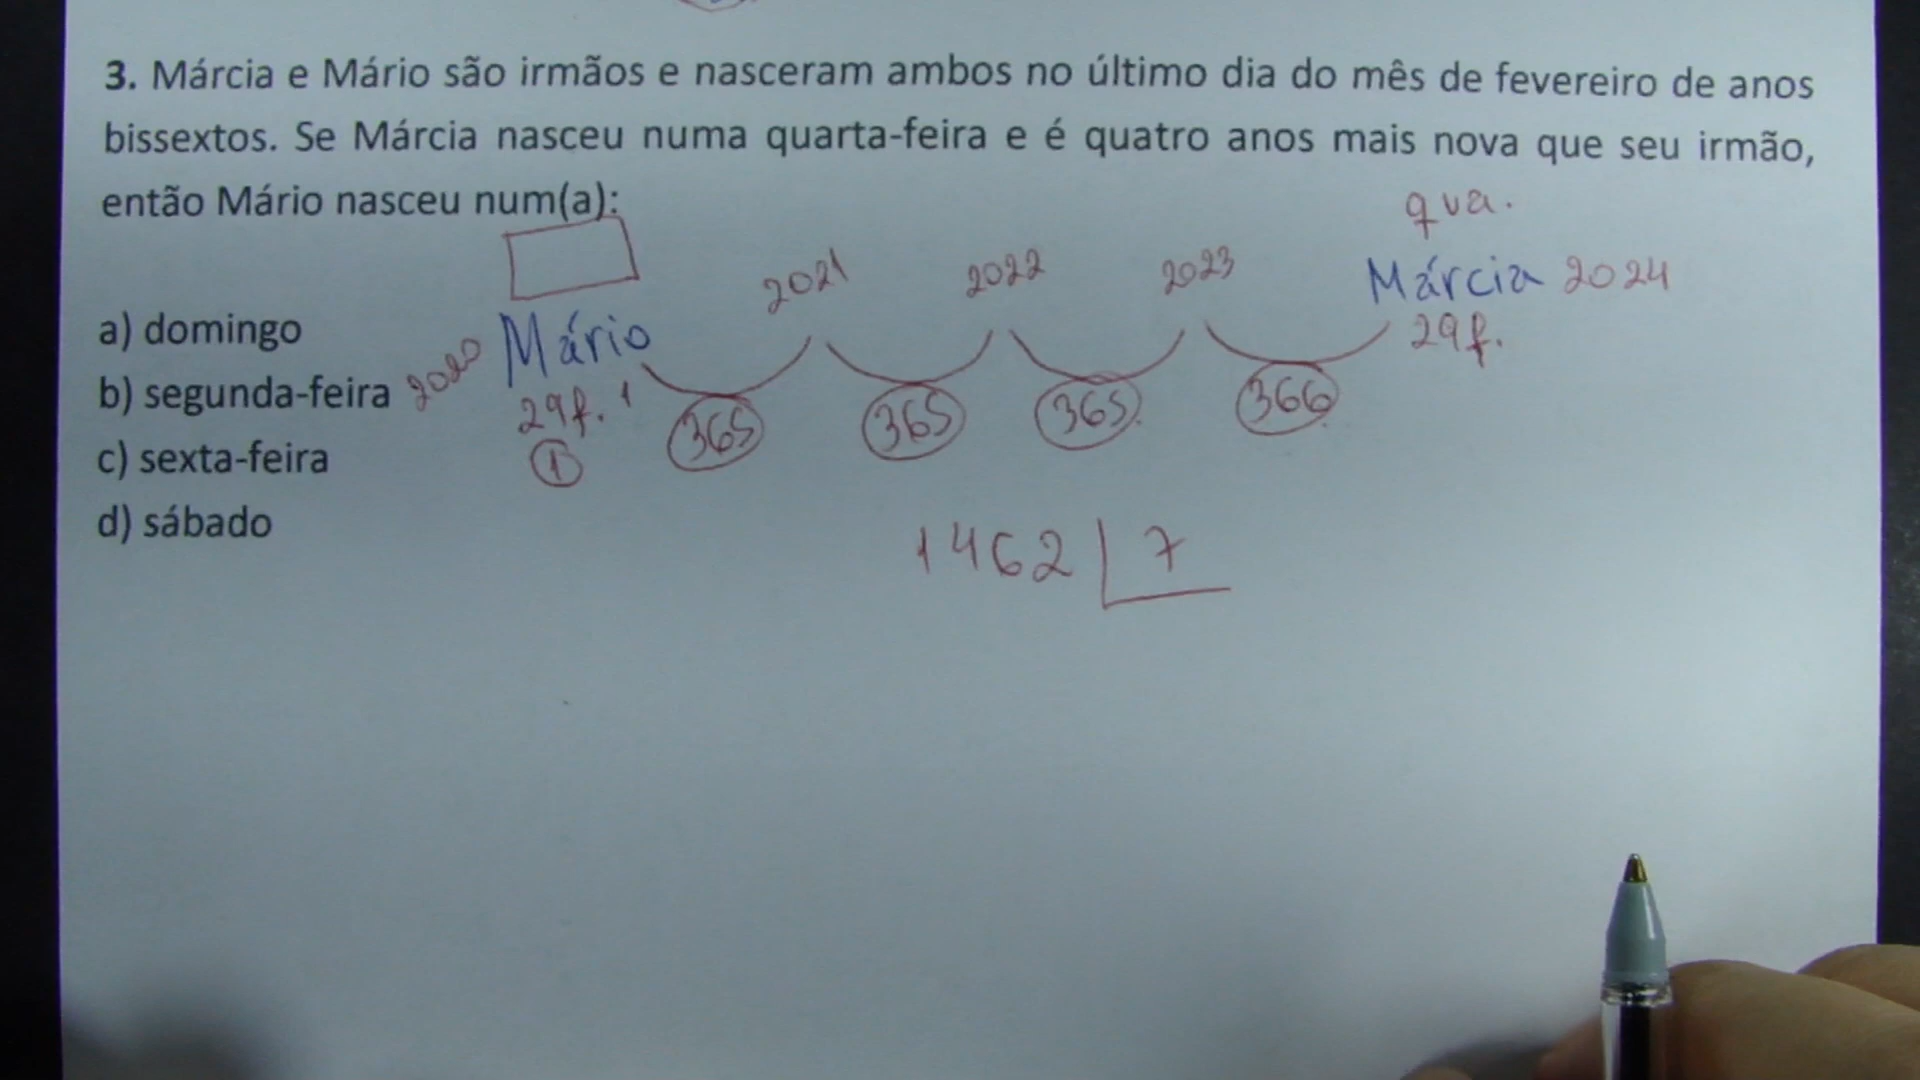 3. Márcia e Mário são irmãos e nasceram ambos no último dia do mês de fevereiro de anos
bissextos. Se Márcia nasceu numa quarta-feira e é quatro anos mais nova que seu irmão,
então Mário nasceu num(a):
qua.
2021 2022 2023 Márcia 2024
a) domingo
2020 Mário
29f.
b) segunda-feira
29f. 1
365 365 365 366
c) sexta-feira
1
d) sábado
1462 7